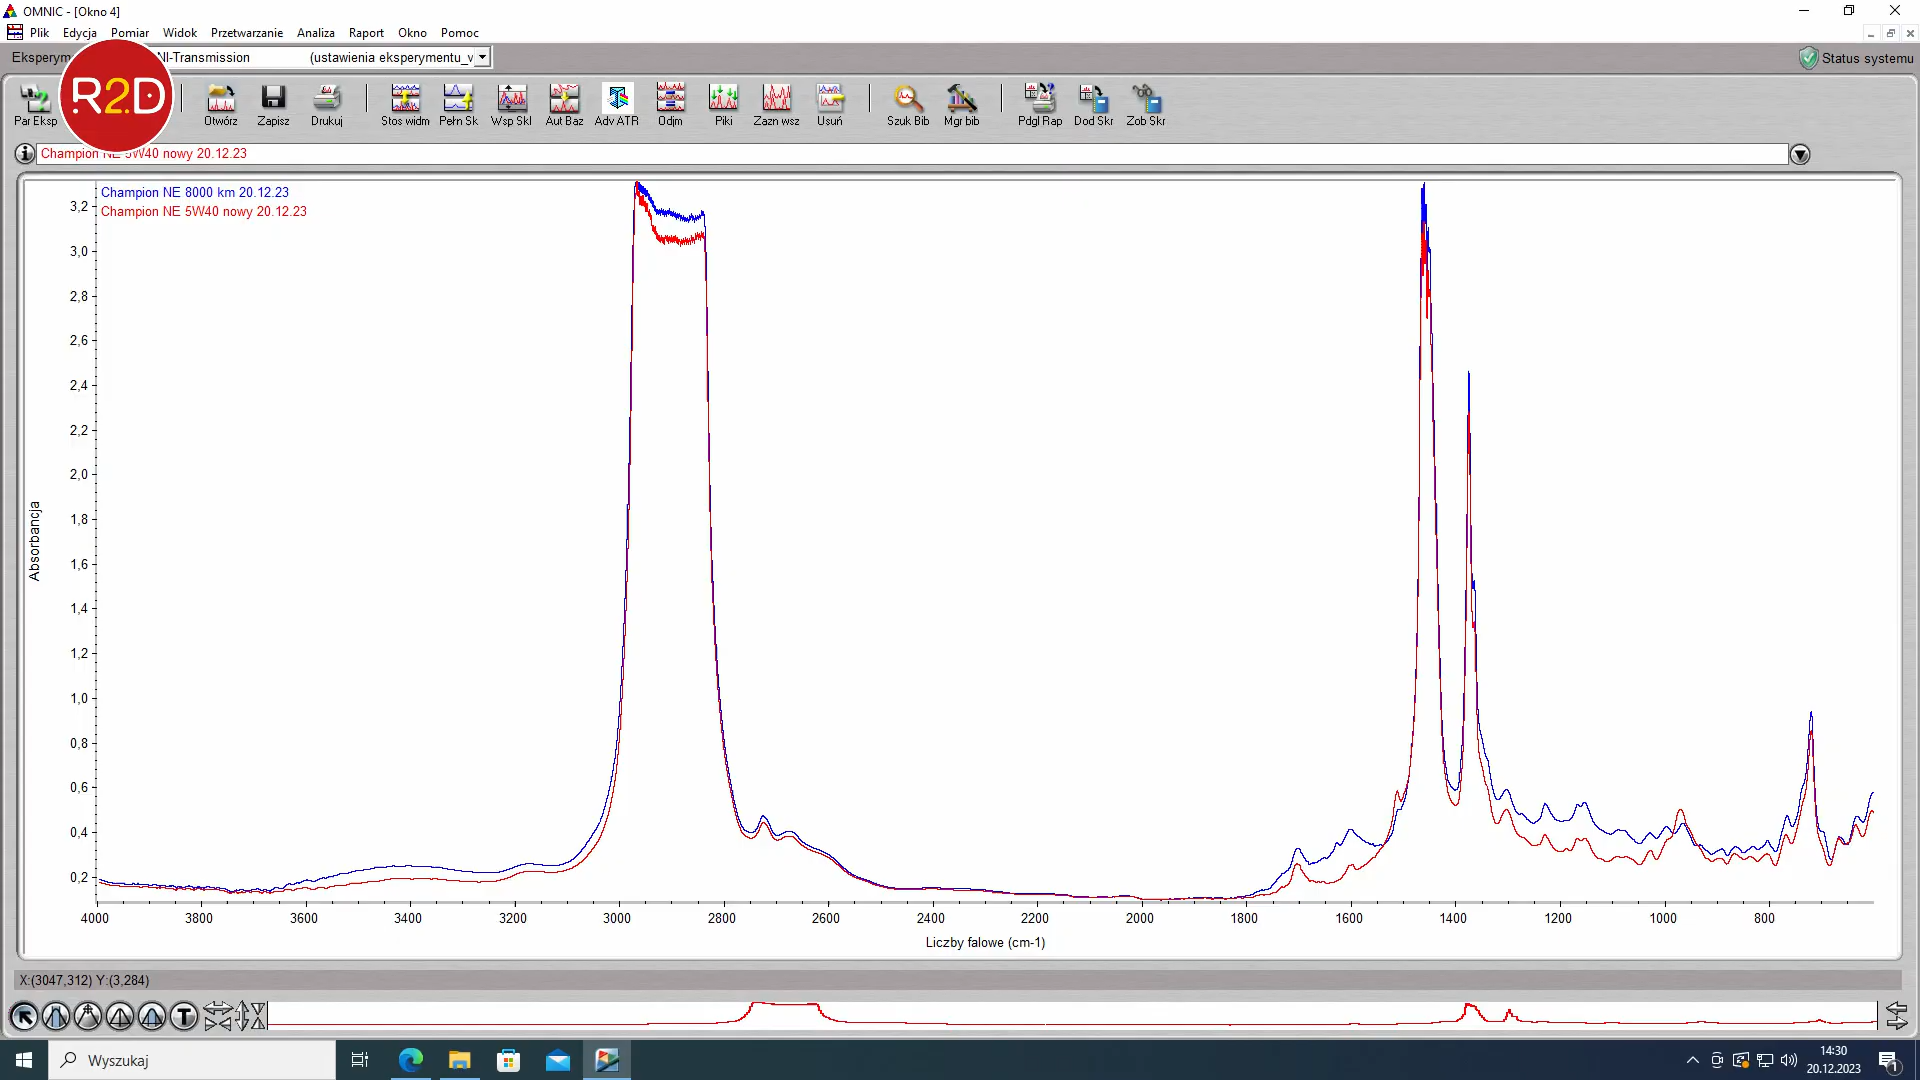 OMNIC - [Okno 4]
Plik Edycja Pomiar Widok Przetwarzanie Analiza Raport Okno Pomoc
Eksperym NI-Transmission (ustawienia eksperymentu_v
Status systemu
R2D
Par Eksp Otwórz Zapisz Drukuj Stos widm Pełn Sk Wsp Skl Aut Baz Adv ATR Odjm Piki Zazn wsz Usuń Szuk Bib Mgr bib Pdgl Rap Dod Skr Zob Skr
Champion NE 5W40 nowy 20.12.23
Champion NE 8000 km 20.12.23
Champion NE 5W40 nowy 20.12.23
3,2
3,0
2,8
2,6
2,4
2,2
2,0
1,8
1,6
1,4
1,2
1,0
0,8
0,6
0,4
0,2
Absorbancja
4000 3800 3600 3400 3200 3000 2800 2600 2400 2200 2000 1800 1600 1400 1200 1000 800
Liczby falowe (cm-1)
X:(3047,312) Y:(3,284)
T
Wyszukaj
14:30
20.12.2023
1